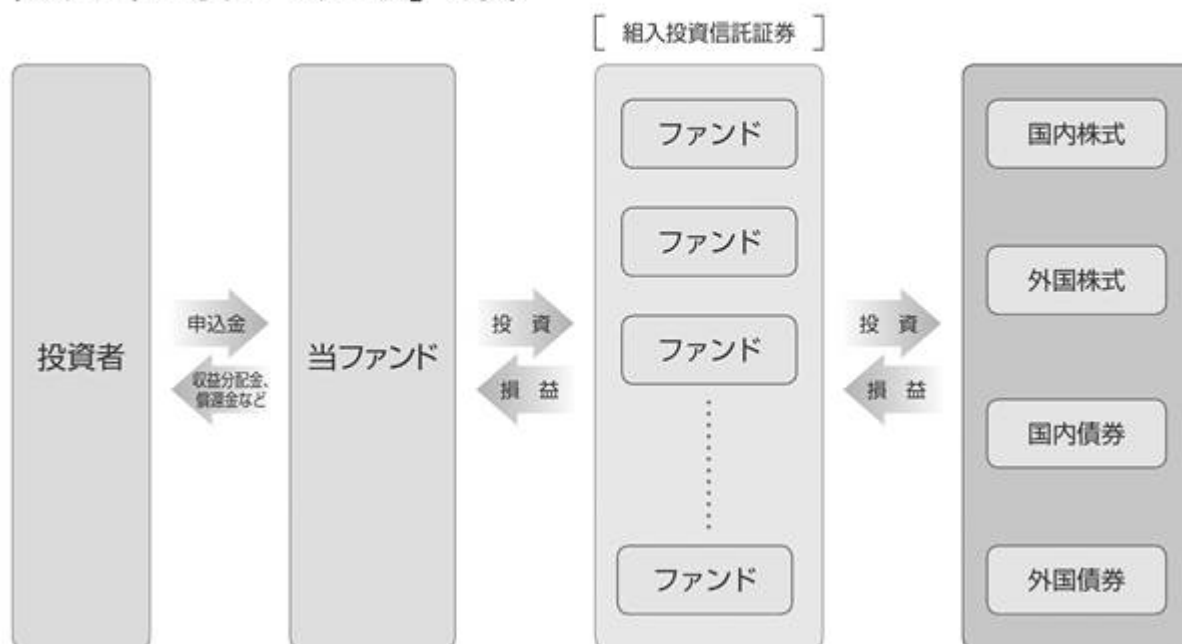 [ 組入投資信託証券 ]
投資者
申込金
収益分配金、
償還金など
当ファンド
投 資
損 益
ファンド
ファンド
ファンド
ファンド
投 資
損 益
国内株式
外国株式
国内債券
外国債券